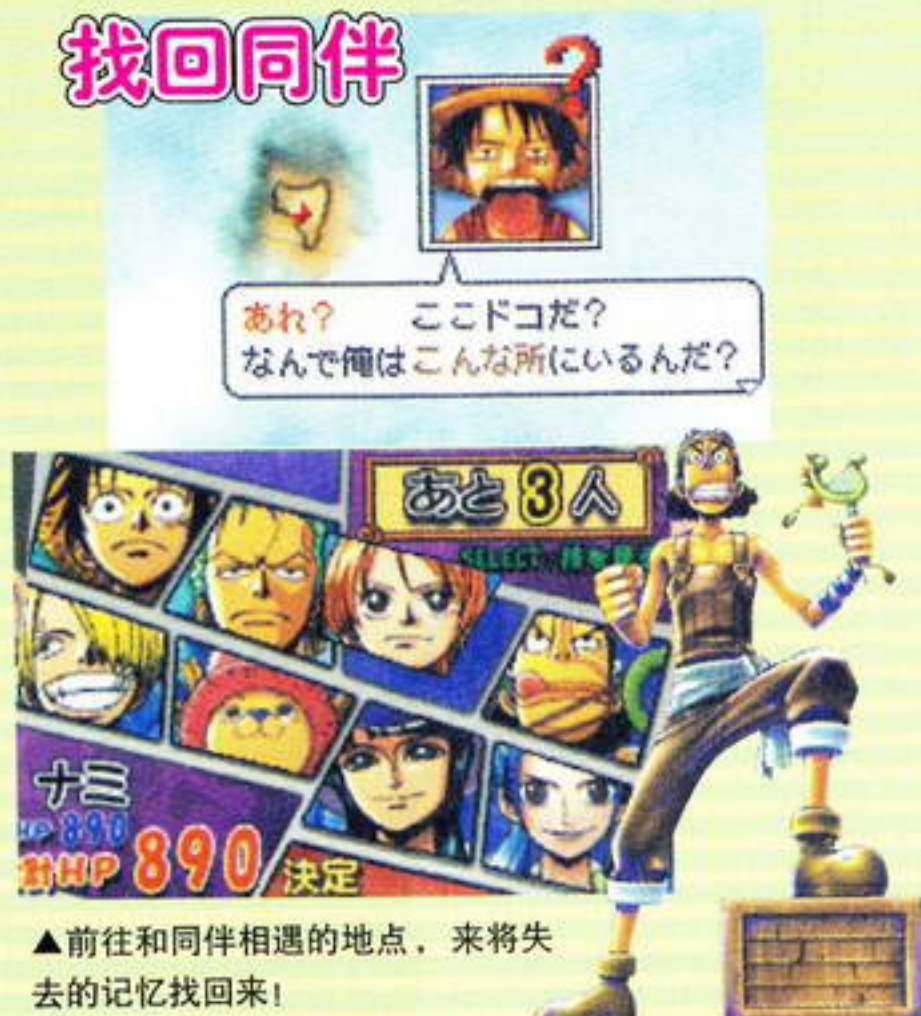 找回同伴
?
あれ? ここドコだ?
なんで俺はこんな所にいるんだ?
あと3人
SELECT
ナミ
HP 890
HP 890
決定
▲前往和同伴相遇的地点，来将失
去的记忆找回来!